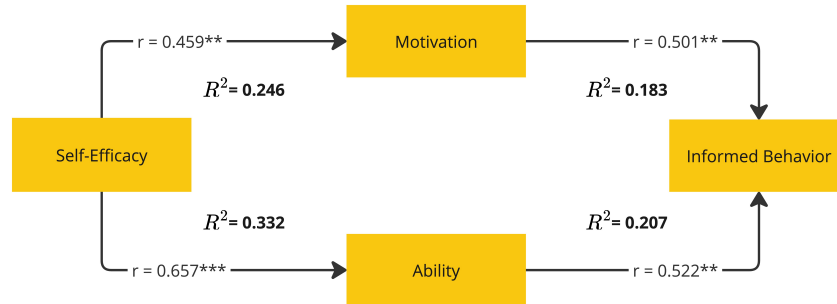 r = 0.459**
Motivation
r = 0.501**
R²= 0.246
R²= 0.183
Self-Efficacy
Informed Behavior
R²= 0.332
R²= 0.207
r = 0.657***
Ability
r = 0.522**